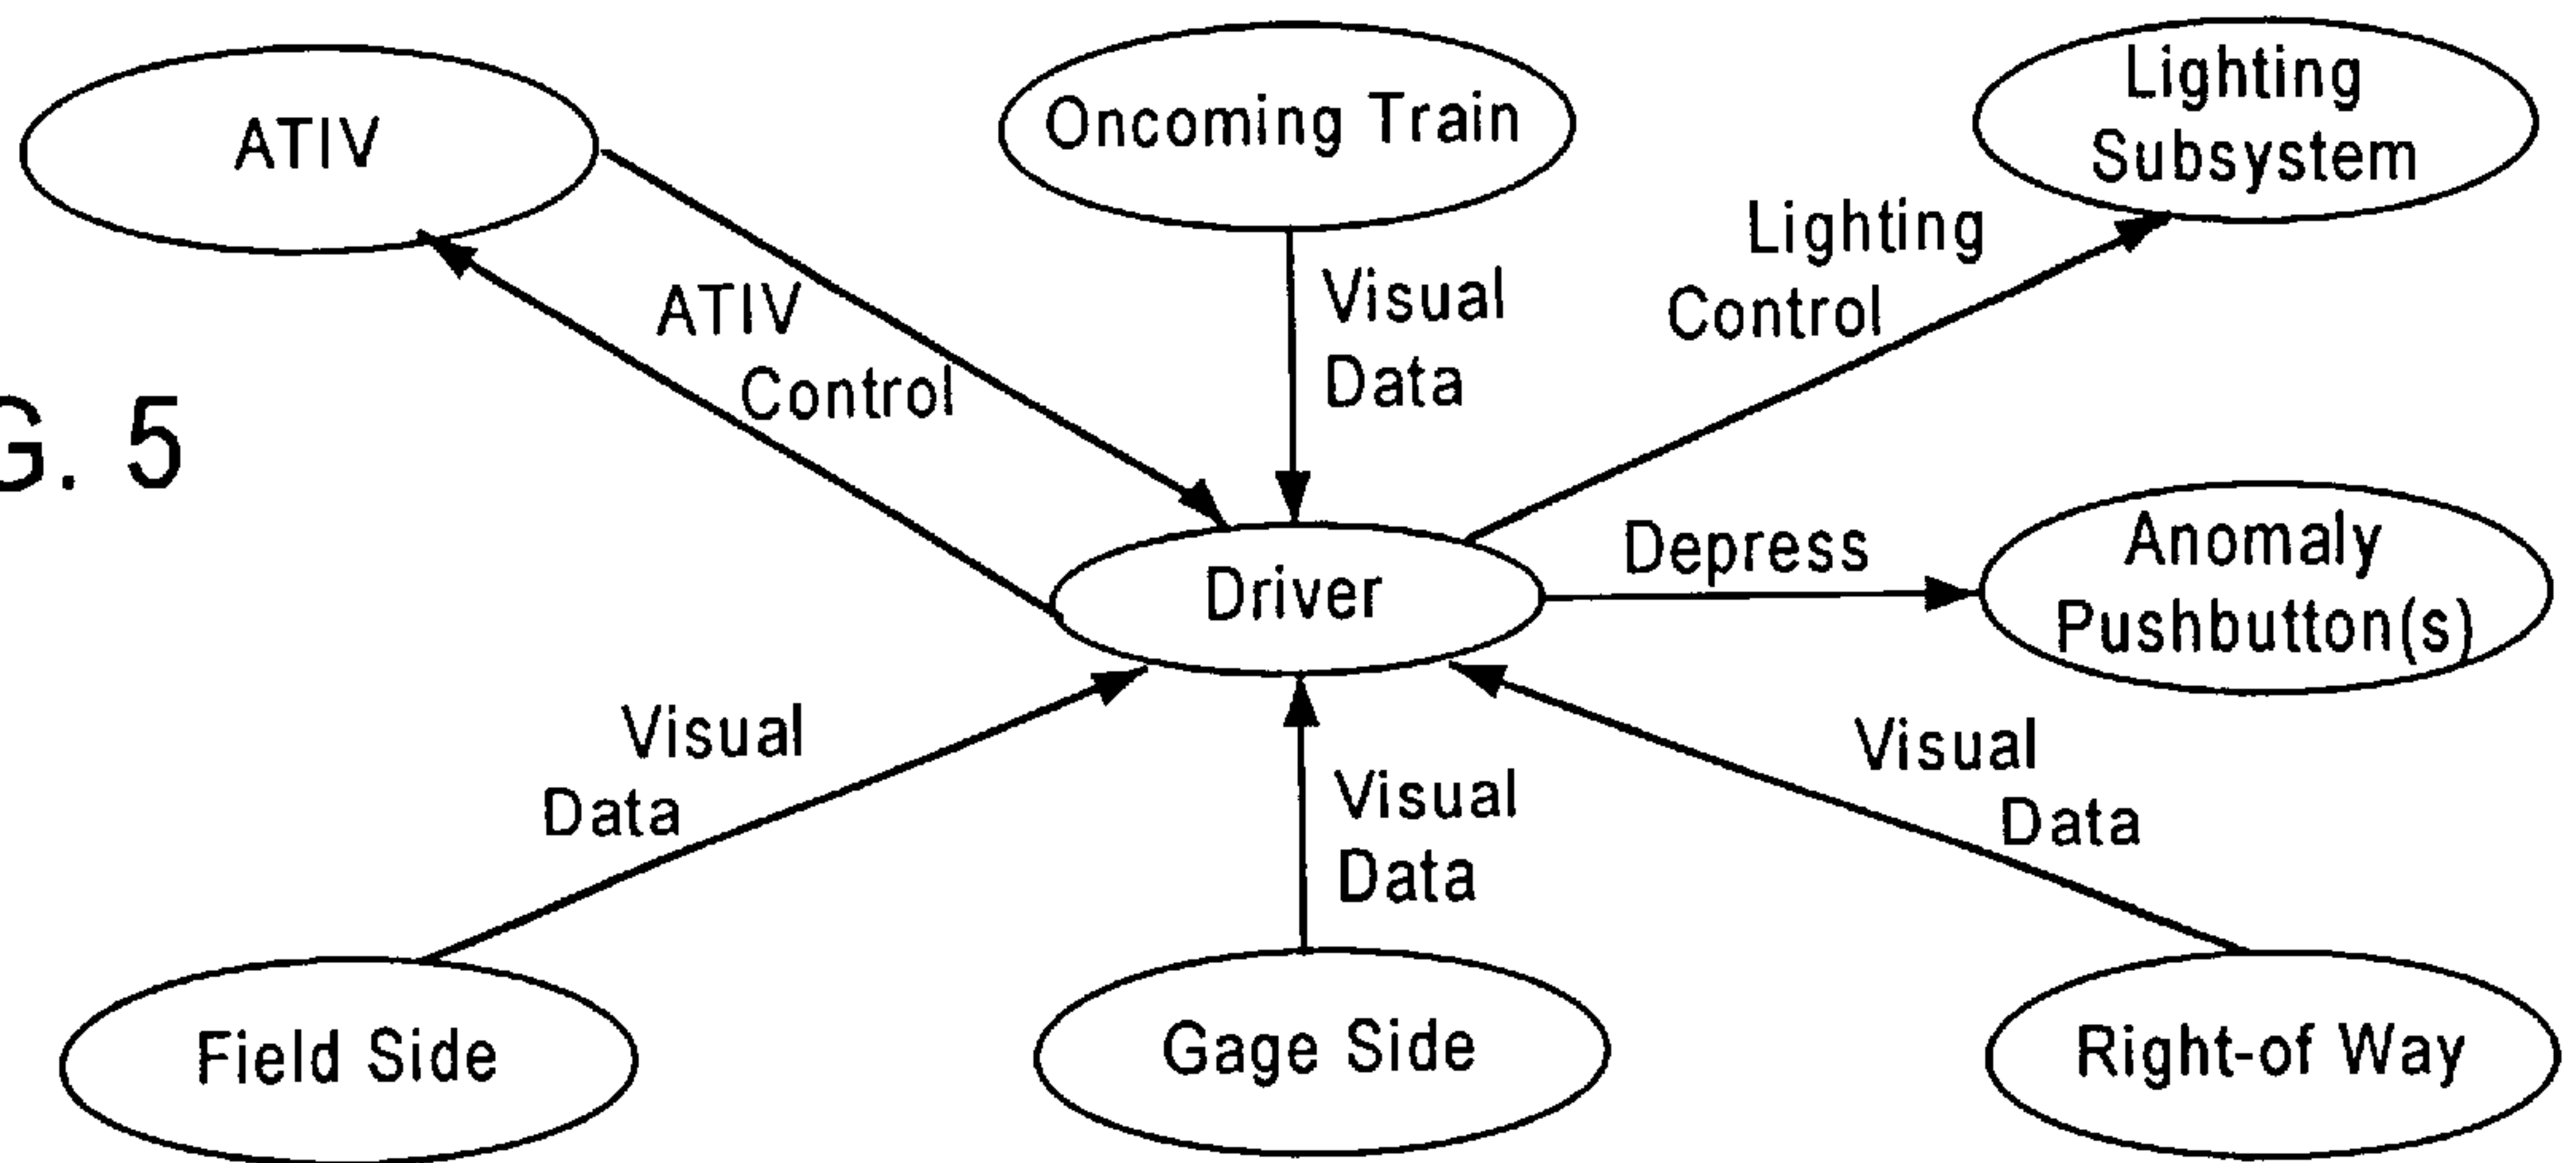 ATIV
Oncoming Train
Lighting
Subsystem
Lighting
Control
ATIV
Control
Visual
Data
G. 5
Driver
Depress
Anomaly
Pushbutton(s)
Visual
Data
Visual
Data
Visual
Data
Field Side
Gage Side
Right-of Way